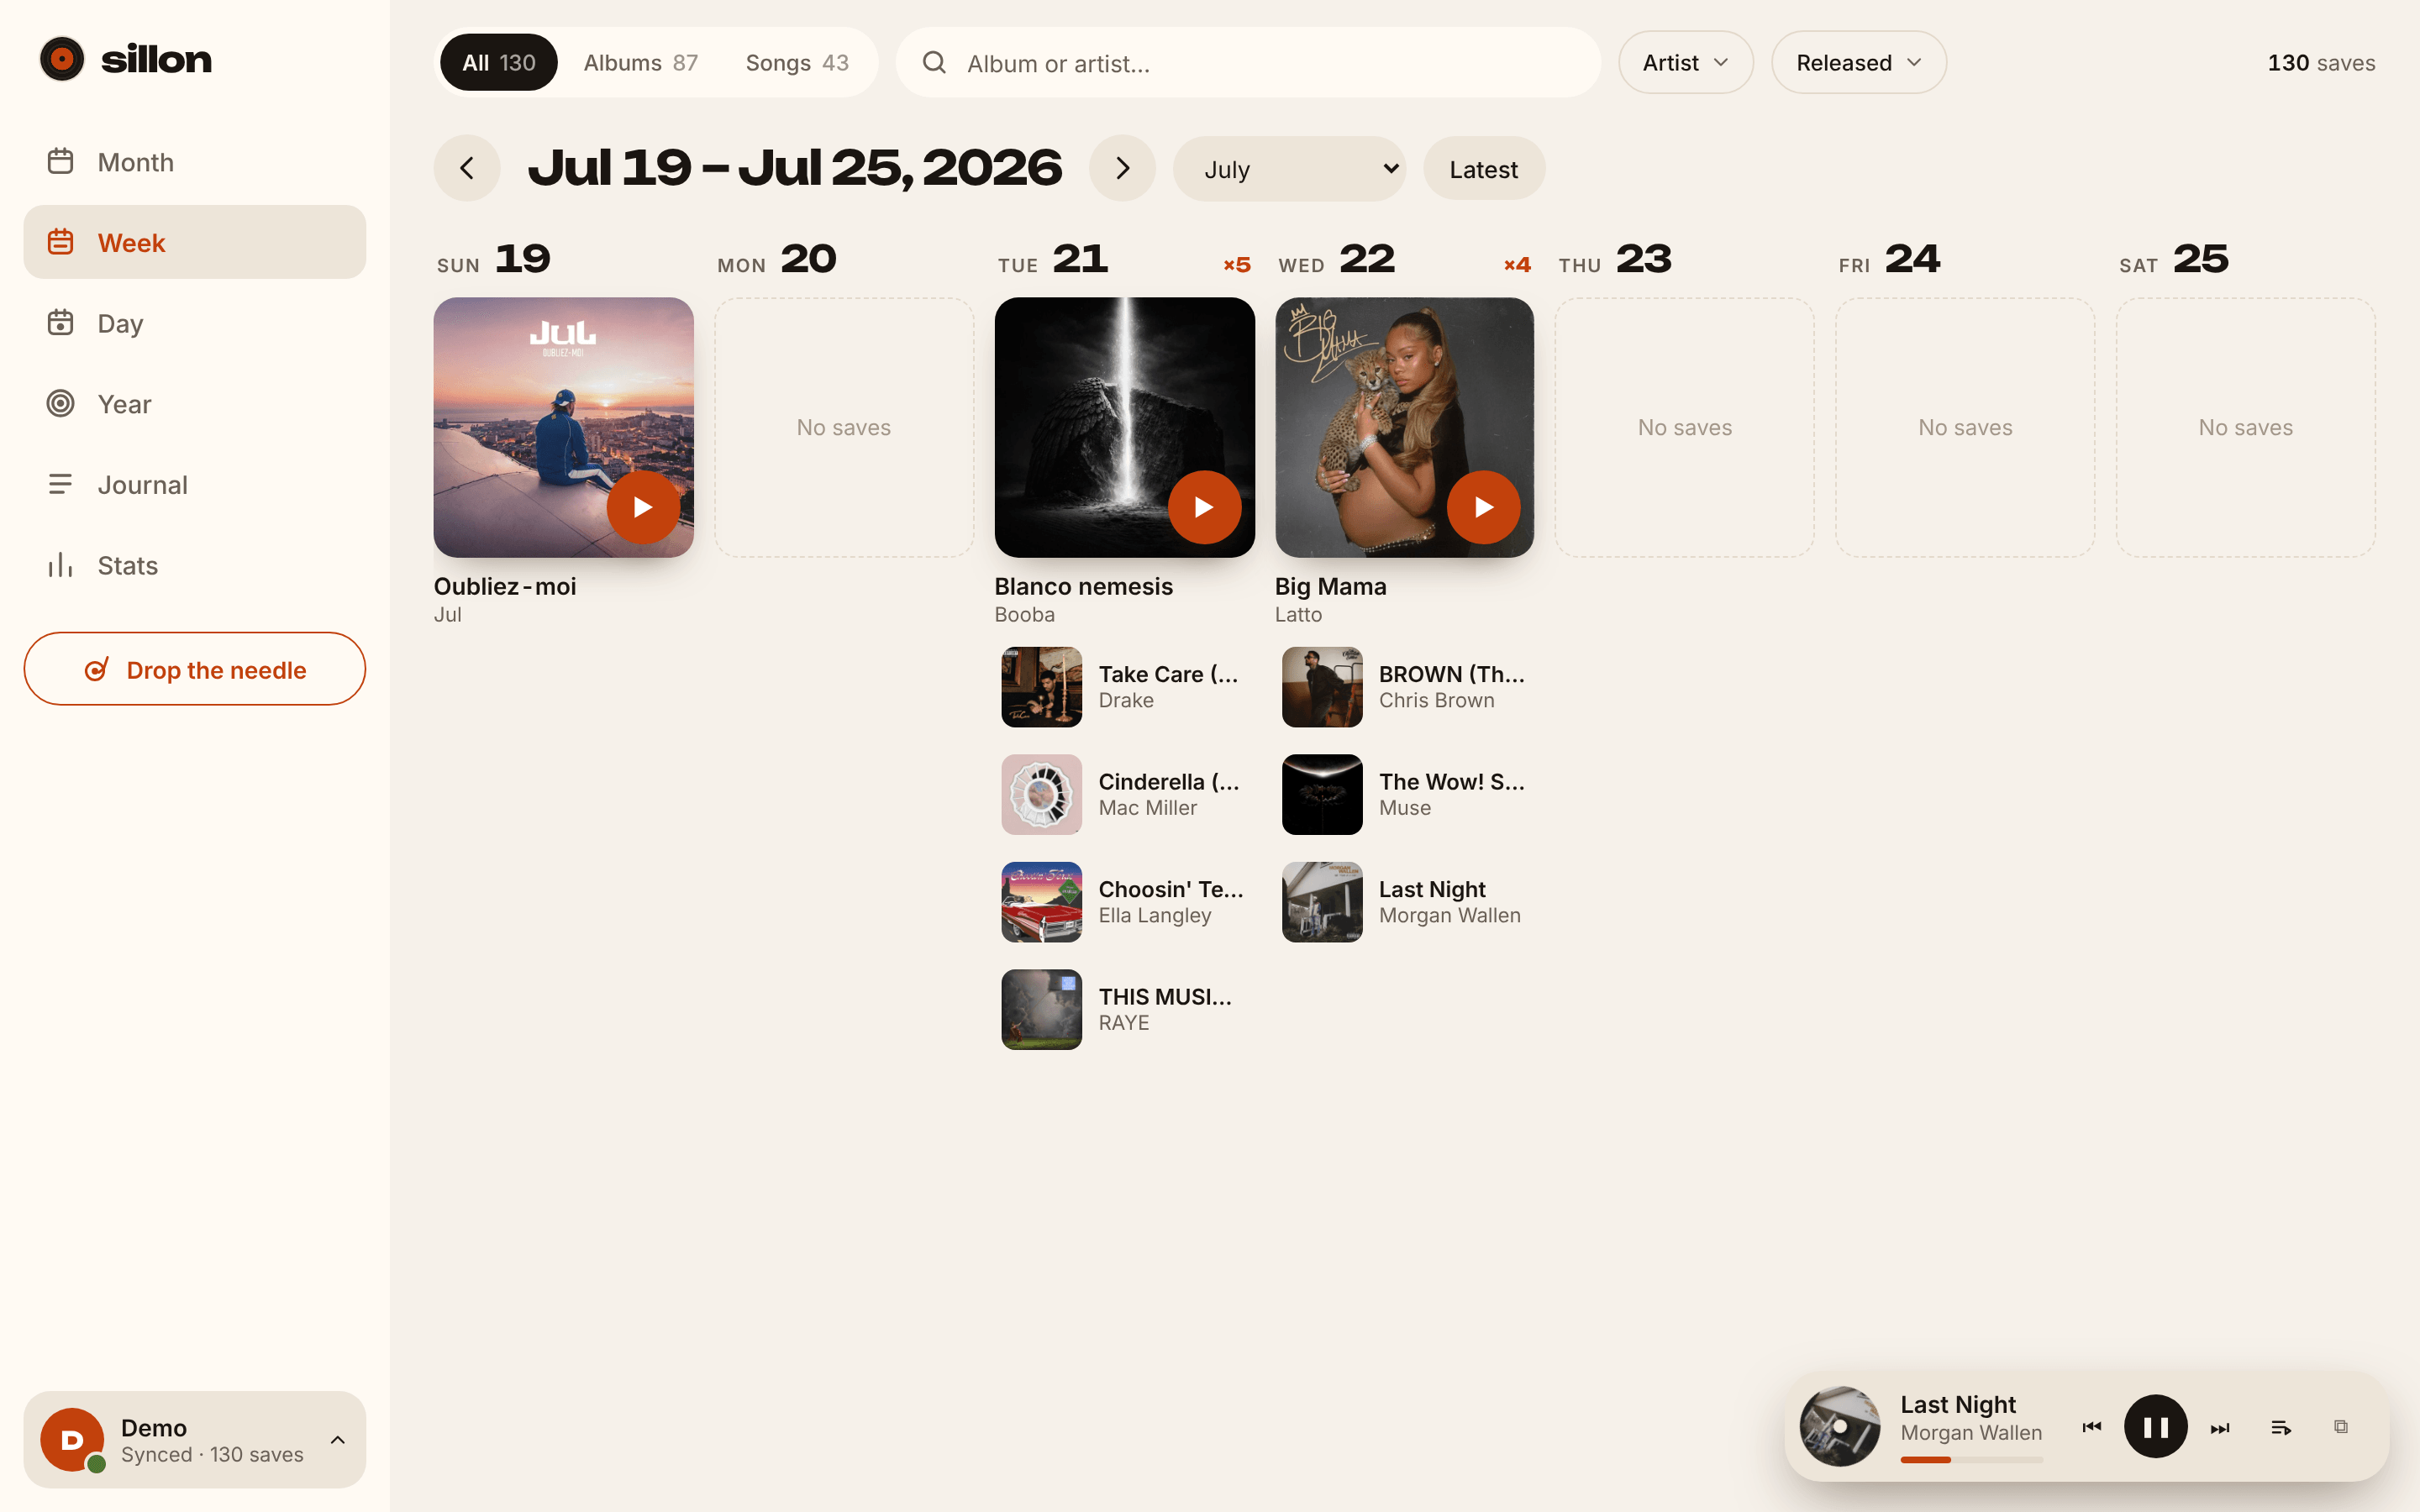 sillon
Month
Week
Day
Year
Journal
Stats
Drop the needle
Demo
Synced · 130 saves
All 130
Albums 87
Songs 43
Album or artist...
Artist
Released
130 saves
Jul 19 – Jul 25, 2026
July
Latest
SUN 19
MON 20
TUE 21 ×5
WED 22 ×4
THU 23
FRI 24
SAT 25
JUL
OUBLIEZ-MOI
Oubliez-moi
Jul
No saves
Blanco nemesis
Booba
Take Care (...
Drake
Cinderella (...
Mac Miller
Choosin' Te...
Ella Langley
THIS MUSI...
RAYE
BIG MAMA
Big Mama
Latto
BROWN (Th...
Chris Brown
The Wow! S...
Muse
Last Night
Morgan Wallen
No saves
No saves
No saves
Last Night
Morgan Wallen
D